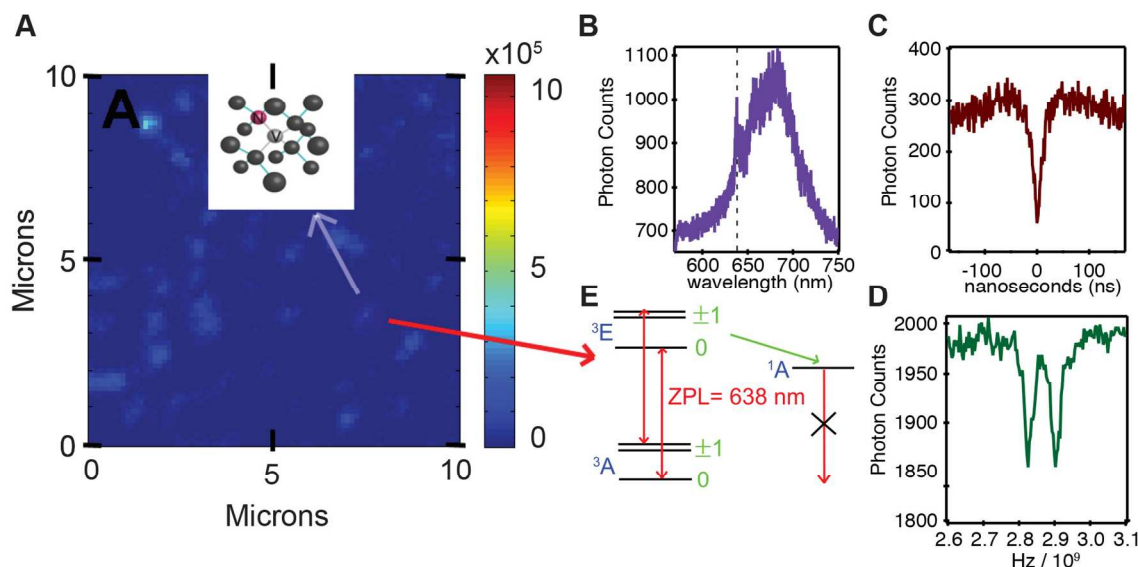 A
x10⁵
10
5
0
10
5
0
Microns
0
5
10
Microns
A
N
V
B
1100
1000
900
800
700
Photon Counts
600
650
700
750
wavelength (nm)
C
400
300
200
100
0
Photon Counts
-100
0
100
nanoseconds (ns)
E
³E
±1
0
¹A
ZPL= 638 nm
³A
±1
0
D
2000
1950
1900
1850
1800
Photon Counts
2.6 2.7 2.8 2.9 3.0 3.1
Hz / 10⁹